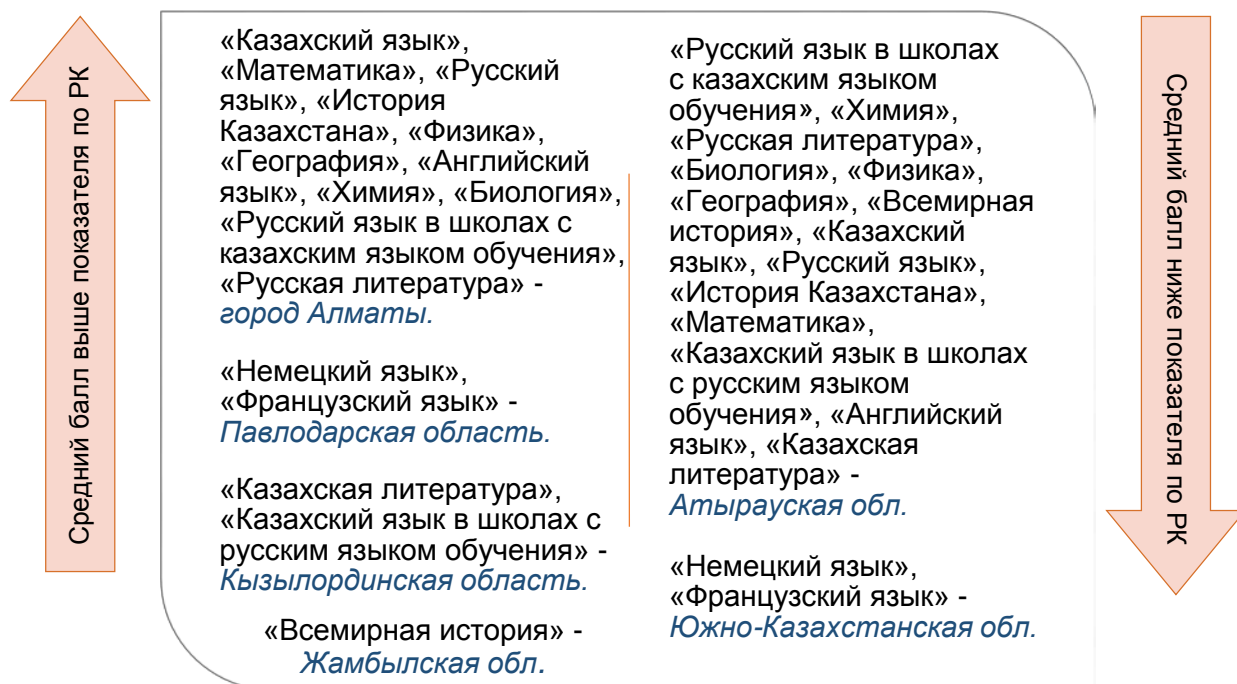 Средний балл выше показателя по РК
«Казахский язык»,
«Математика», «Русский
язык», «История
Казахстана», «Физика»,
«География», «Английский
язык», «Химия», «Биология»,
«Русский язык в школах с
казахским языком обучения»,
«Русская литература» -
город Алматы.
«Немецкий язык»,
«Французский язык» -
Павлодарская область.
«Казахская литература»,
«Казахский язык в школах с
русским языком обучения» -
Кызылординская область.
«Всемирная история» -
Жамбылская обл.
«Русский язык в школах
с казахским языком
обучения», «Химия»,
«Русская литература»,
«Биология», «Физика»,
«География», «Всемирная
история», «Казахский
язык», «Русский язык»,
«История Казахстана»,
«Математика»,
«Казахский язык в школах
с русским языком
обучения», «Английский
язык», «Казахская
литература» -
Атырауская обл.
«Немецкий язык»,
«Французский язык» -
Южно-Казахстанская обл.
Средний балл ниже показателя по РК